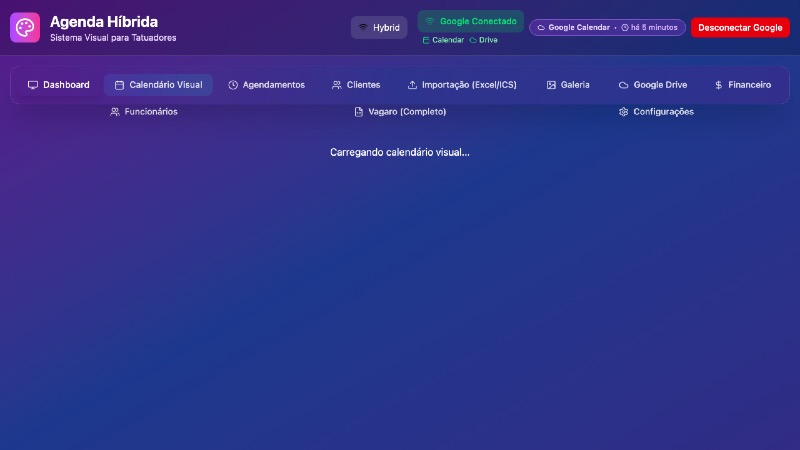 Agenda Híbrida
Sistema Visual para Tatuadores
Hybrid
Google Conectado
Calendar Drive
Google Calendar • há 5 minutos
Desconectar Google
Dashboard Calendário Visual Agendamentos Clientes Importação (Excel/ICS) Galeria Google Drive Financeiro
Funcionários Vagaro (Completo) Configurações
Carregando calendário visual...